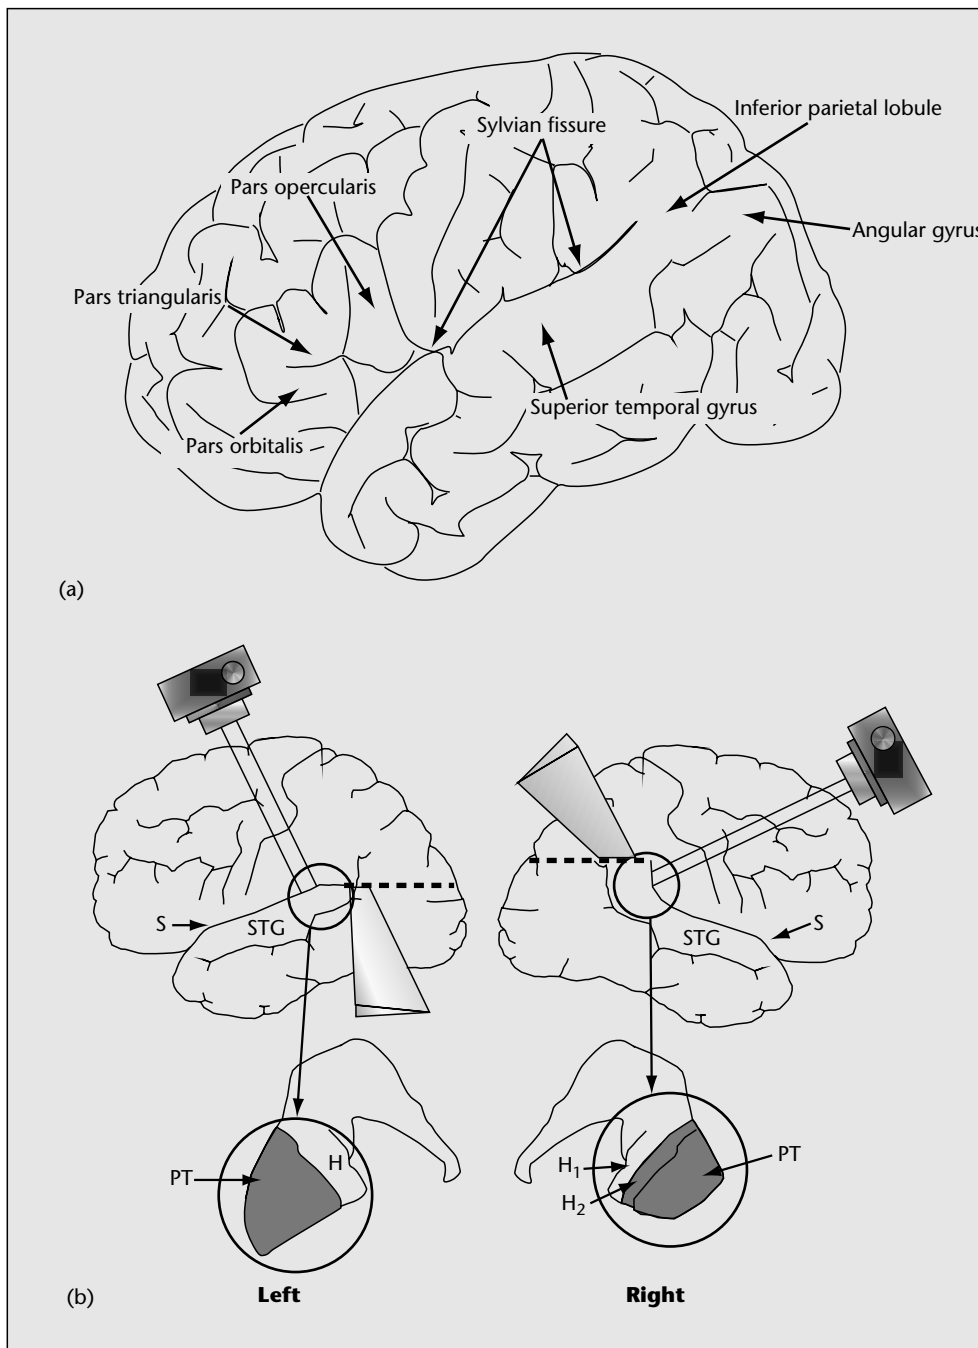 Inferior parietal lobule
Sylvian fissure
Pars opercularis
Angular gyrus
Pars triangularis
Superior temporal gyrus
Pars orbitalis
(a)
S
STG
STG
S
H
PT
H₁
PT
H₂
(b)
Left
Right